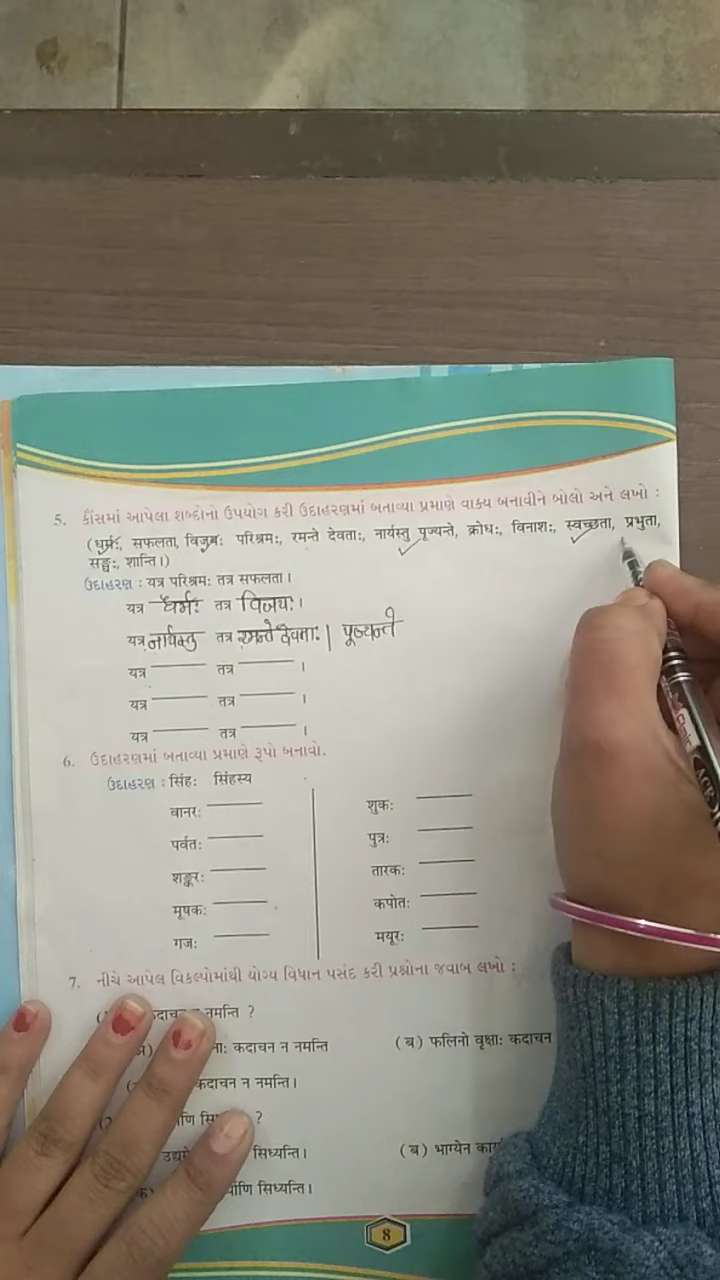 5. કૌંસમાં આપેલા શબ્દોનો ઉપયોગ કરી ઉદાહરણમાં બતાવ્યા પ્રમાણે વાક્ય બનાવીને બોલો અને લખો :
(धर्मः, सफलता, विजयः परिश्रमः, रमन्ते देवताः, नार्यस्तु पूज्यन्ते, क्रोधः, विनाशः, स्वच्छता, प्रभुता,
सङ्घः, शान्ति।)
ઉદાહરણ : यत्र परिश्रमः तत्र सफलता।
यत्र धर्मः तत्र विजयः।
यत्र नार्यस्तु तत्र रमन्ते देवताः| पूज्यन्ते
यत्र तत्र ।
यत्र तत्र ।
यत्र तत्र ।
6. ઉદાહરણમાં બતાવ્યા પ્રમાણે રૂપો બનાવો.
ઉદાહરણ : सिंहः सिंहस्य
वानरः शुकः
पर्वतः पुत्रः
शङ्करः तारकः
मूषकः कपोतः
गजः मयूरः
7. નીચે આપેલ વિકલ્પોમાંથી યોગ્ય વિધાન પસંદ કરી પ્રશ્નોના જવાબ લખો :
नमन्ति ?
कदाचन न नमन्ति (ब) फलिनो वृक्षाः कदाचन
कदाचन न नमन्ति।
?
सिध्यन्ति। (ब) भाग्येन
सिध्यन्ति।
8